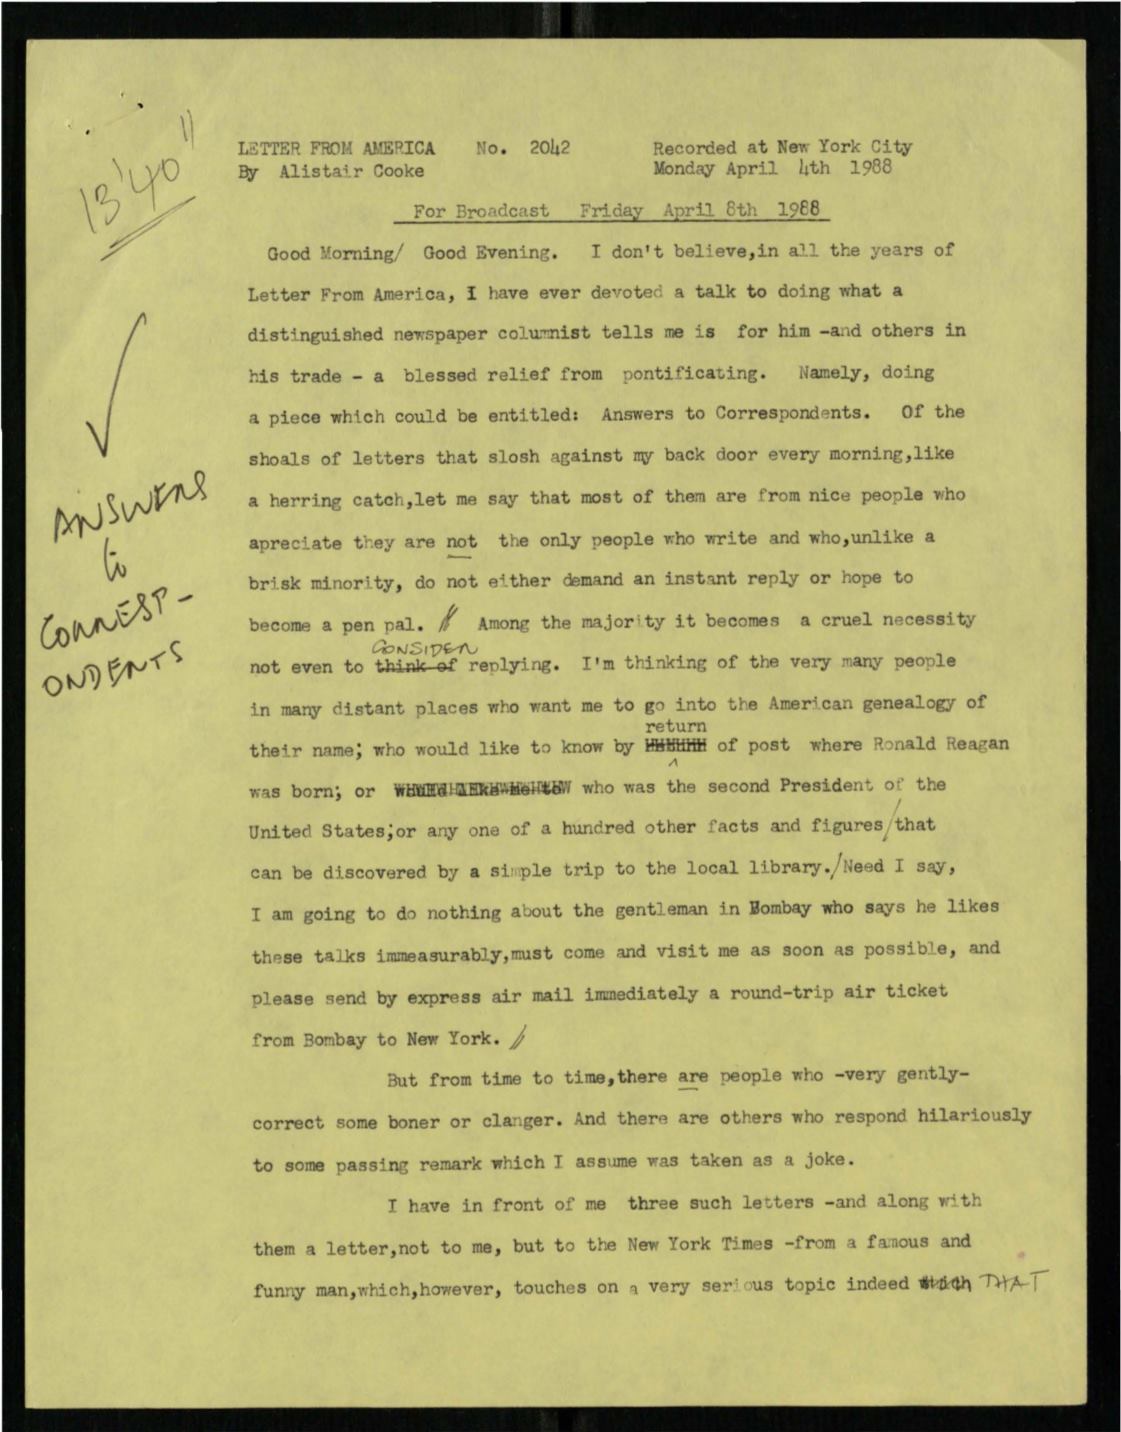 13'40"
LETTER FROM AMERICA No. 2042 Recorded at New York City
By Alistair Cooke Monday April 4th 1988
For Broadcast Friday April 8th 1988
Good Morning/ Good Evening. I don't believe,in all the years of
Letter From America, I have ever devoted a talk to doing what a
distinguished newspaper columnist tells me is for him -and others in
his trade - a blessed relief from pontificating. Namely, doing
a piece which could be entitled: Answers to Correspondents. Of the
shoals of letters that slosh against my back door every morning,like
a herring catch,let me say that most of them are from nice people who
apreciate they are not the only people who write and who,unlike a
brisk minority, do not either demand an instant reply or hope to
become a pen pal. // Among the majority it becomes a cruel necessity
CONSIDER
not even to think of replying. I'm thinking of the very many people
in many distant places who want me to go into the American genealogy of
return
their name; who would like to know by of post where Ronald Reagan
was born; or who was the second President of the
United States;or any one of a hundred other facts and figures/that
can be discovered by a simple trip to the local library./Need I say,
I am going to do nothing about the gentleman in Bombay who says he likes
these talks immeasurably,must come and visit me as soon as possible, and
please send by express air mail immediately a round-trip air ticket
from Bombay to New York. //
But from time to time,there are people who -very gently-
correct some boner or clanger. And there are others who respond hilariously
to some passing remark which I assume was taken as a joke.
I have in front of me three such letters -and along with
them a letter,not to me, but to the New York Times -from a famous and
funny man,which,however, touches on a very serious topic indeed which THAT
ANSWERS
to
CORRESP-
ONDENTS